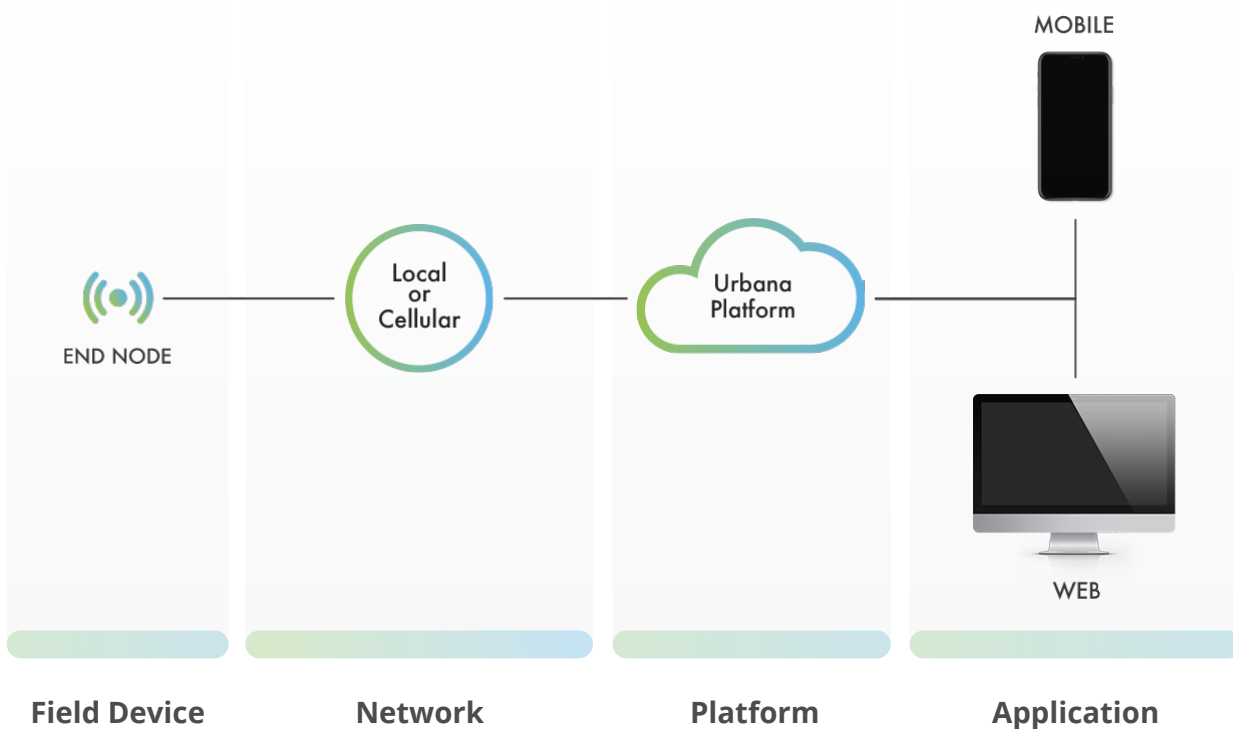 MOBILE
END NODE
Local
or
Cellular
Urbana
Platform
WEB
Field Device
Network
Platform
Application